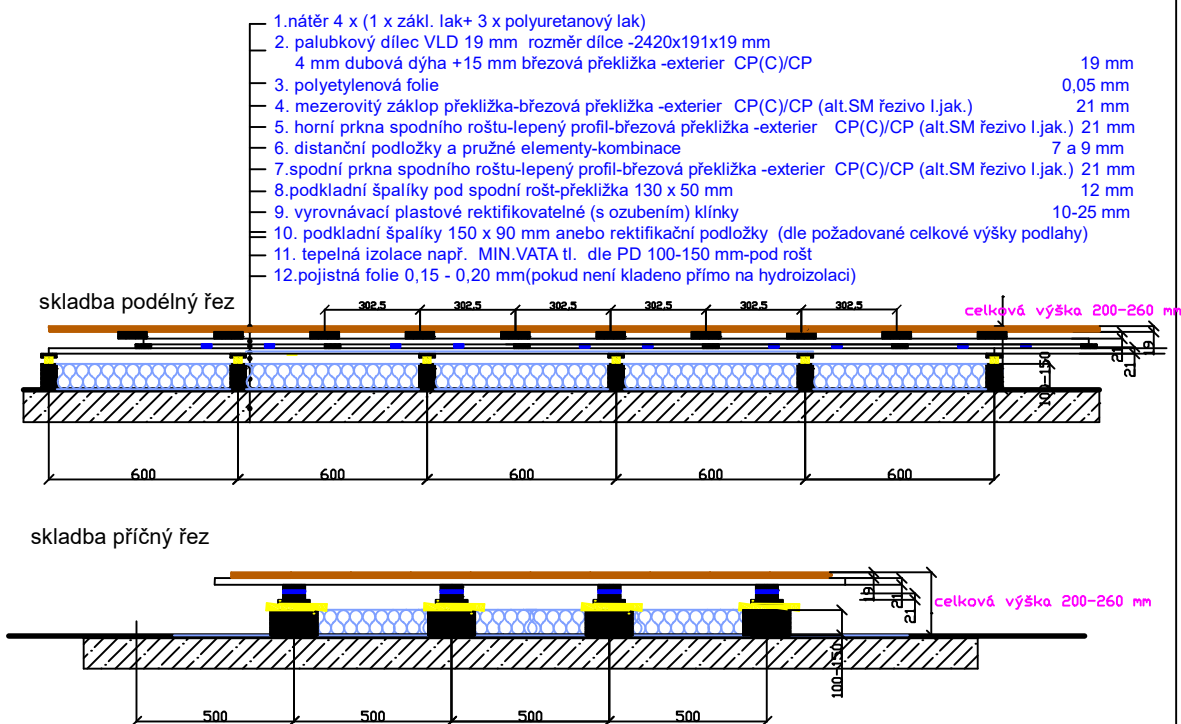 1.nátěr 4 x (1 x zákl. lak+ 3 x polyuretanový lak)
2. palubkový dílec VLD 19 mm rozměr dílce -2420x191x19 mm
4 mm dubová dýha +15 mm březová překližka -exterier CP(C)/CP 19 mm
3. polyetylenová folie 0,05 mm
4. mezerovitý záklop překližka-březová překližka -exterier CP(C)/CP (alt.SM řezivo I.jak.) 21 mm
5. horní prkna spodního roštu-lepený profil-březová překližka -exterier CP(C)/CP (alt.SM řezivo I.jak.) 21 mm
6. distanční podložky a pružné elementy-kombinace 7 a 9 mm
7.spodní prkna spodního roštu-lepený profil-březová překližka -exterier CP(C)/CP (alt.SM řezivo I.jak.) 21 mm
8.podkladní špalíky pod spodní rošt-překližka 130 x 50 mm 12 mm
9. vyrovnávací plastové rektifikovatelné (s ozubením) klínky 10-25 mm
10. podkladní špalíky 150 x 90 mm anebo rektifikační podložky (dle požadované celkové výšky podlahy)
11. tepelná izolace např. MIN.VATA tl. dle PD 100-150 mm-pod rošt
12.pojistná folie 0,15 - 0,20 mm(pokud není kladeno přímo na hydroizolaci)
skladba podélný řez
302,5 302,5 302,5 302,5 302,5 302,5
celková výška 200-260 mm
19
21
21
100-150
600 600 600 600 600
skladba příčný řez
19
21
21
celková výška 200-260 mm
100-150
500 500 500 500